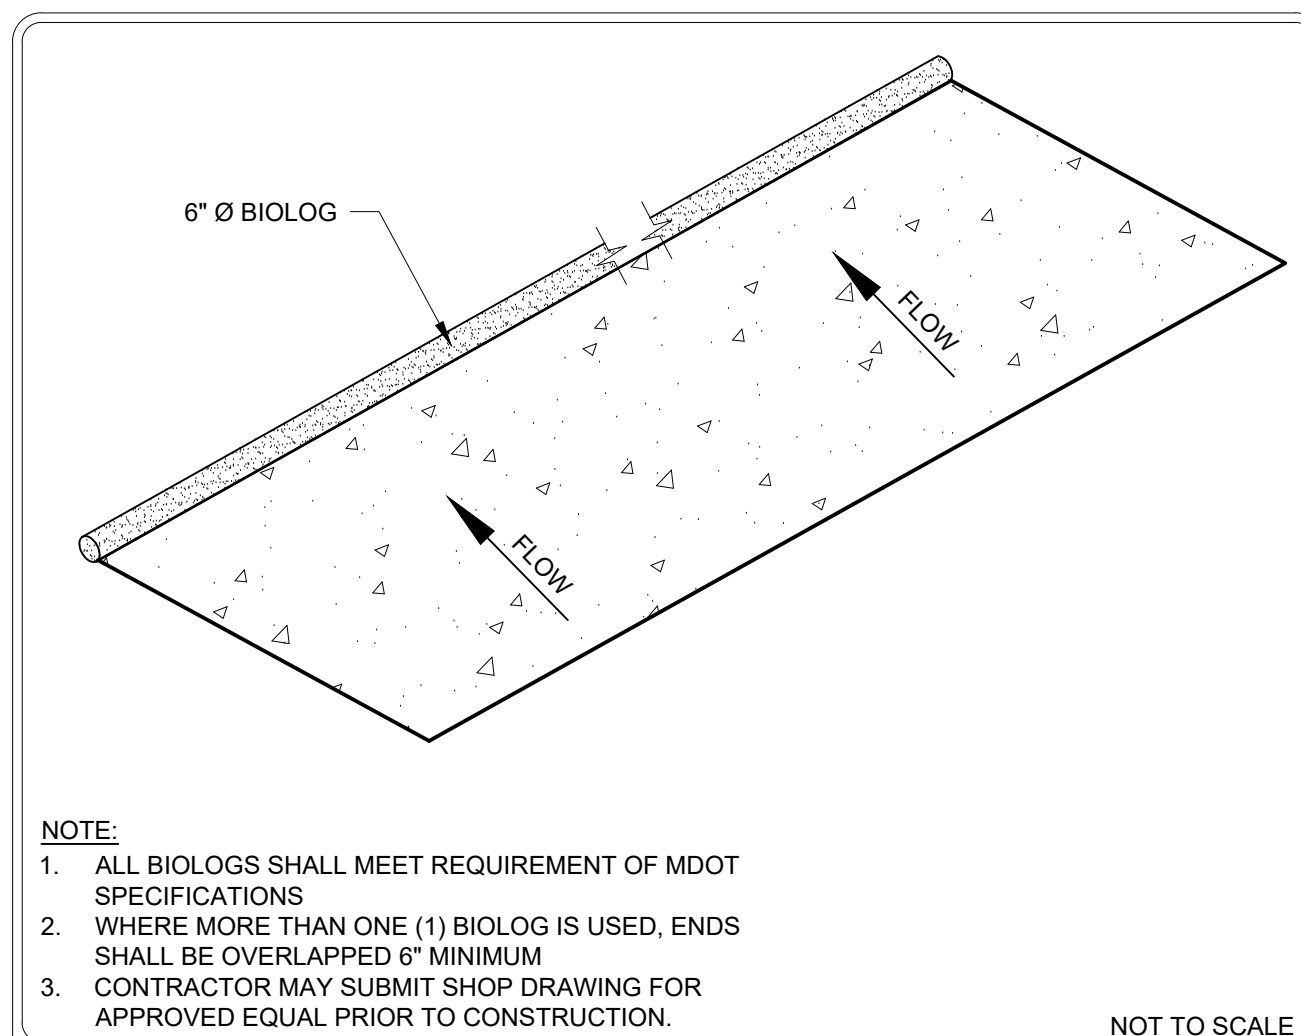 6" Ø BIOLOG
FLOW
FLOW
NOTE:
1. ALL BIOLOGS SHALL MEET REQUIREMENT OF MDOT
SPECIFICATIONS
2. WHERE MORE THAN ONE (1) BIOLOG IS USED, ENDS
SHALL BE OVERLAPPED 6" MINIMUM
3. CONTRACTOR MAY SUBMIT SHOP DRAWING FOR
APPROVED EQUAL PRIOR TO CONSTRUCTION.
NOT TO SCALE